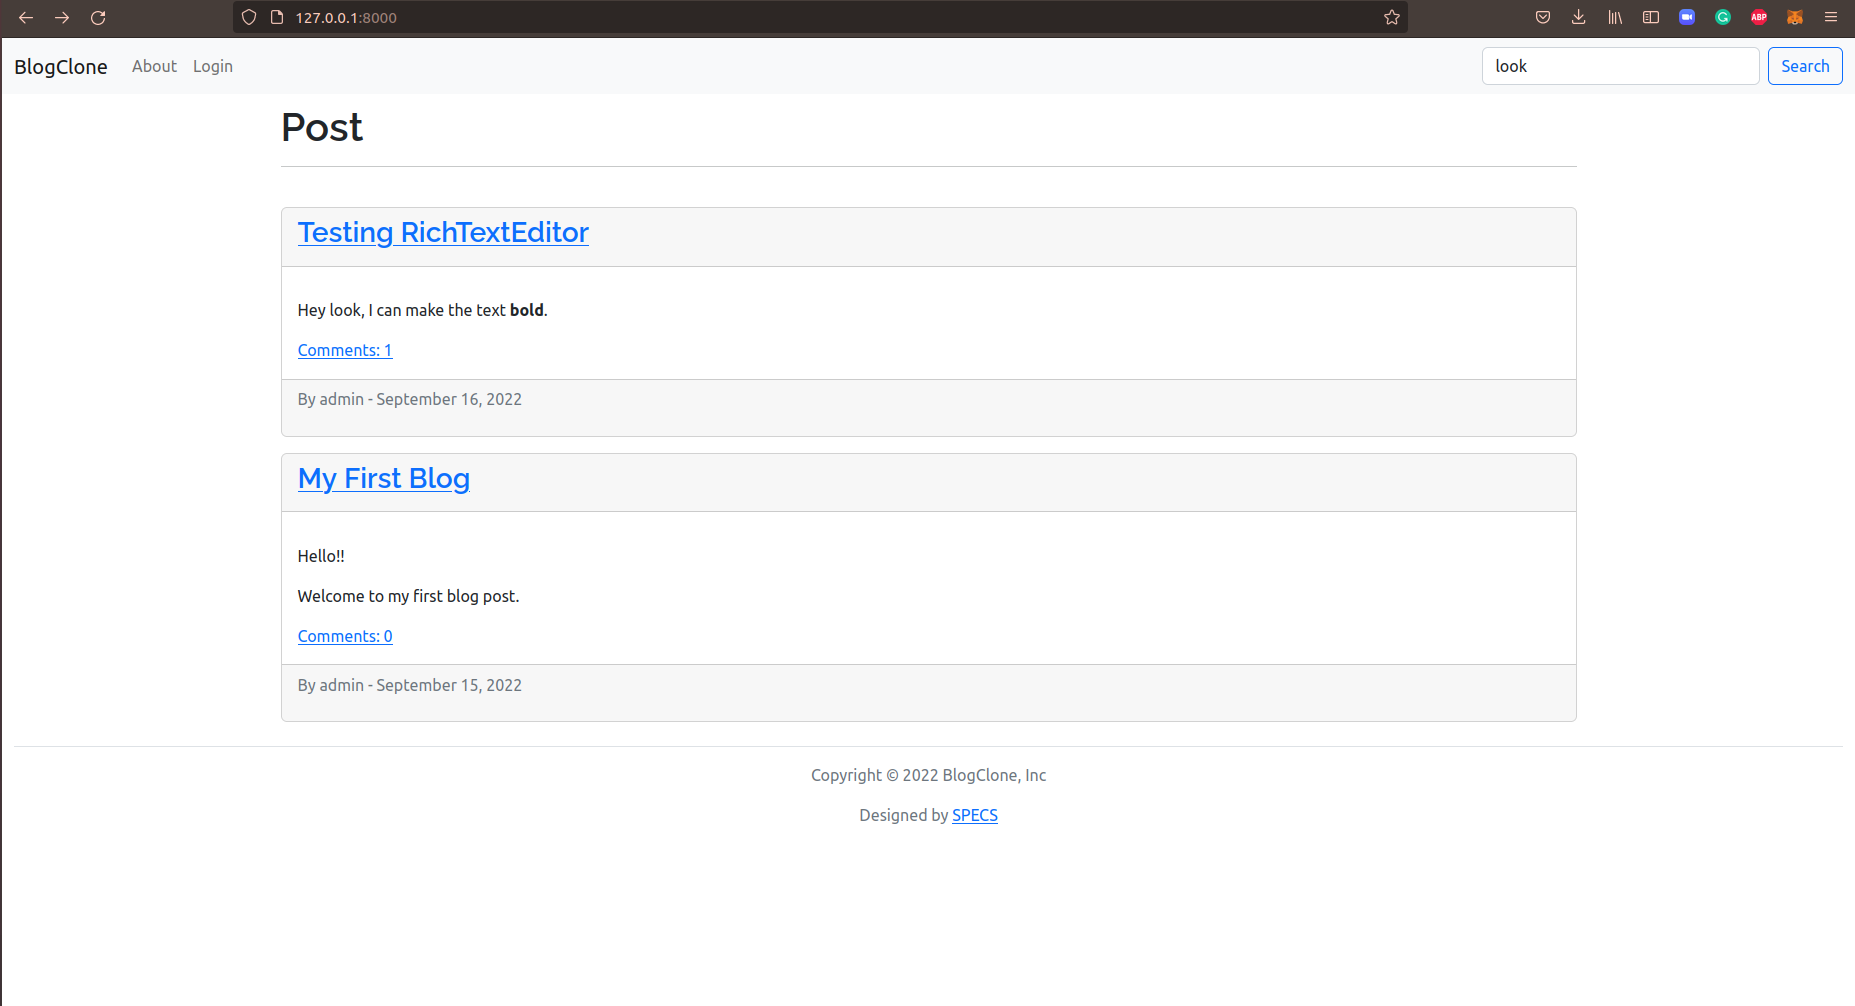 127.0.0.1:8000
ABP
BlogClone About Login look Search
Post
Testing RichTextEditor
Hey look, I can make the text bold.
Comments: 1
By admin - September 16, 2022
My First Blog
Hello!!
Welcome to my first blog post.
Comments: 0
By admin - September 15, 2022
Copyright © 2022 BlogClone, Inc
Designed by SPECS